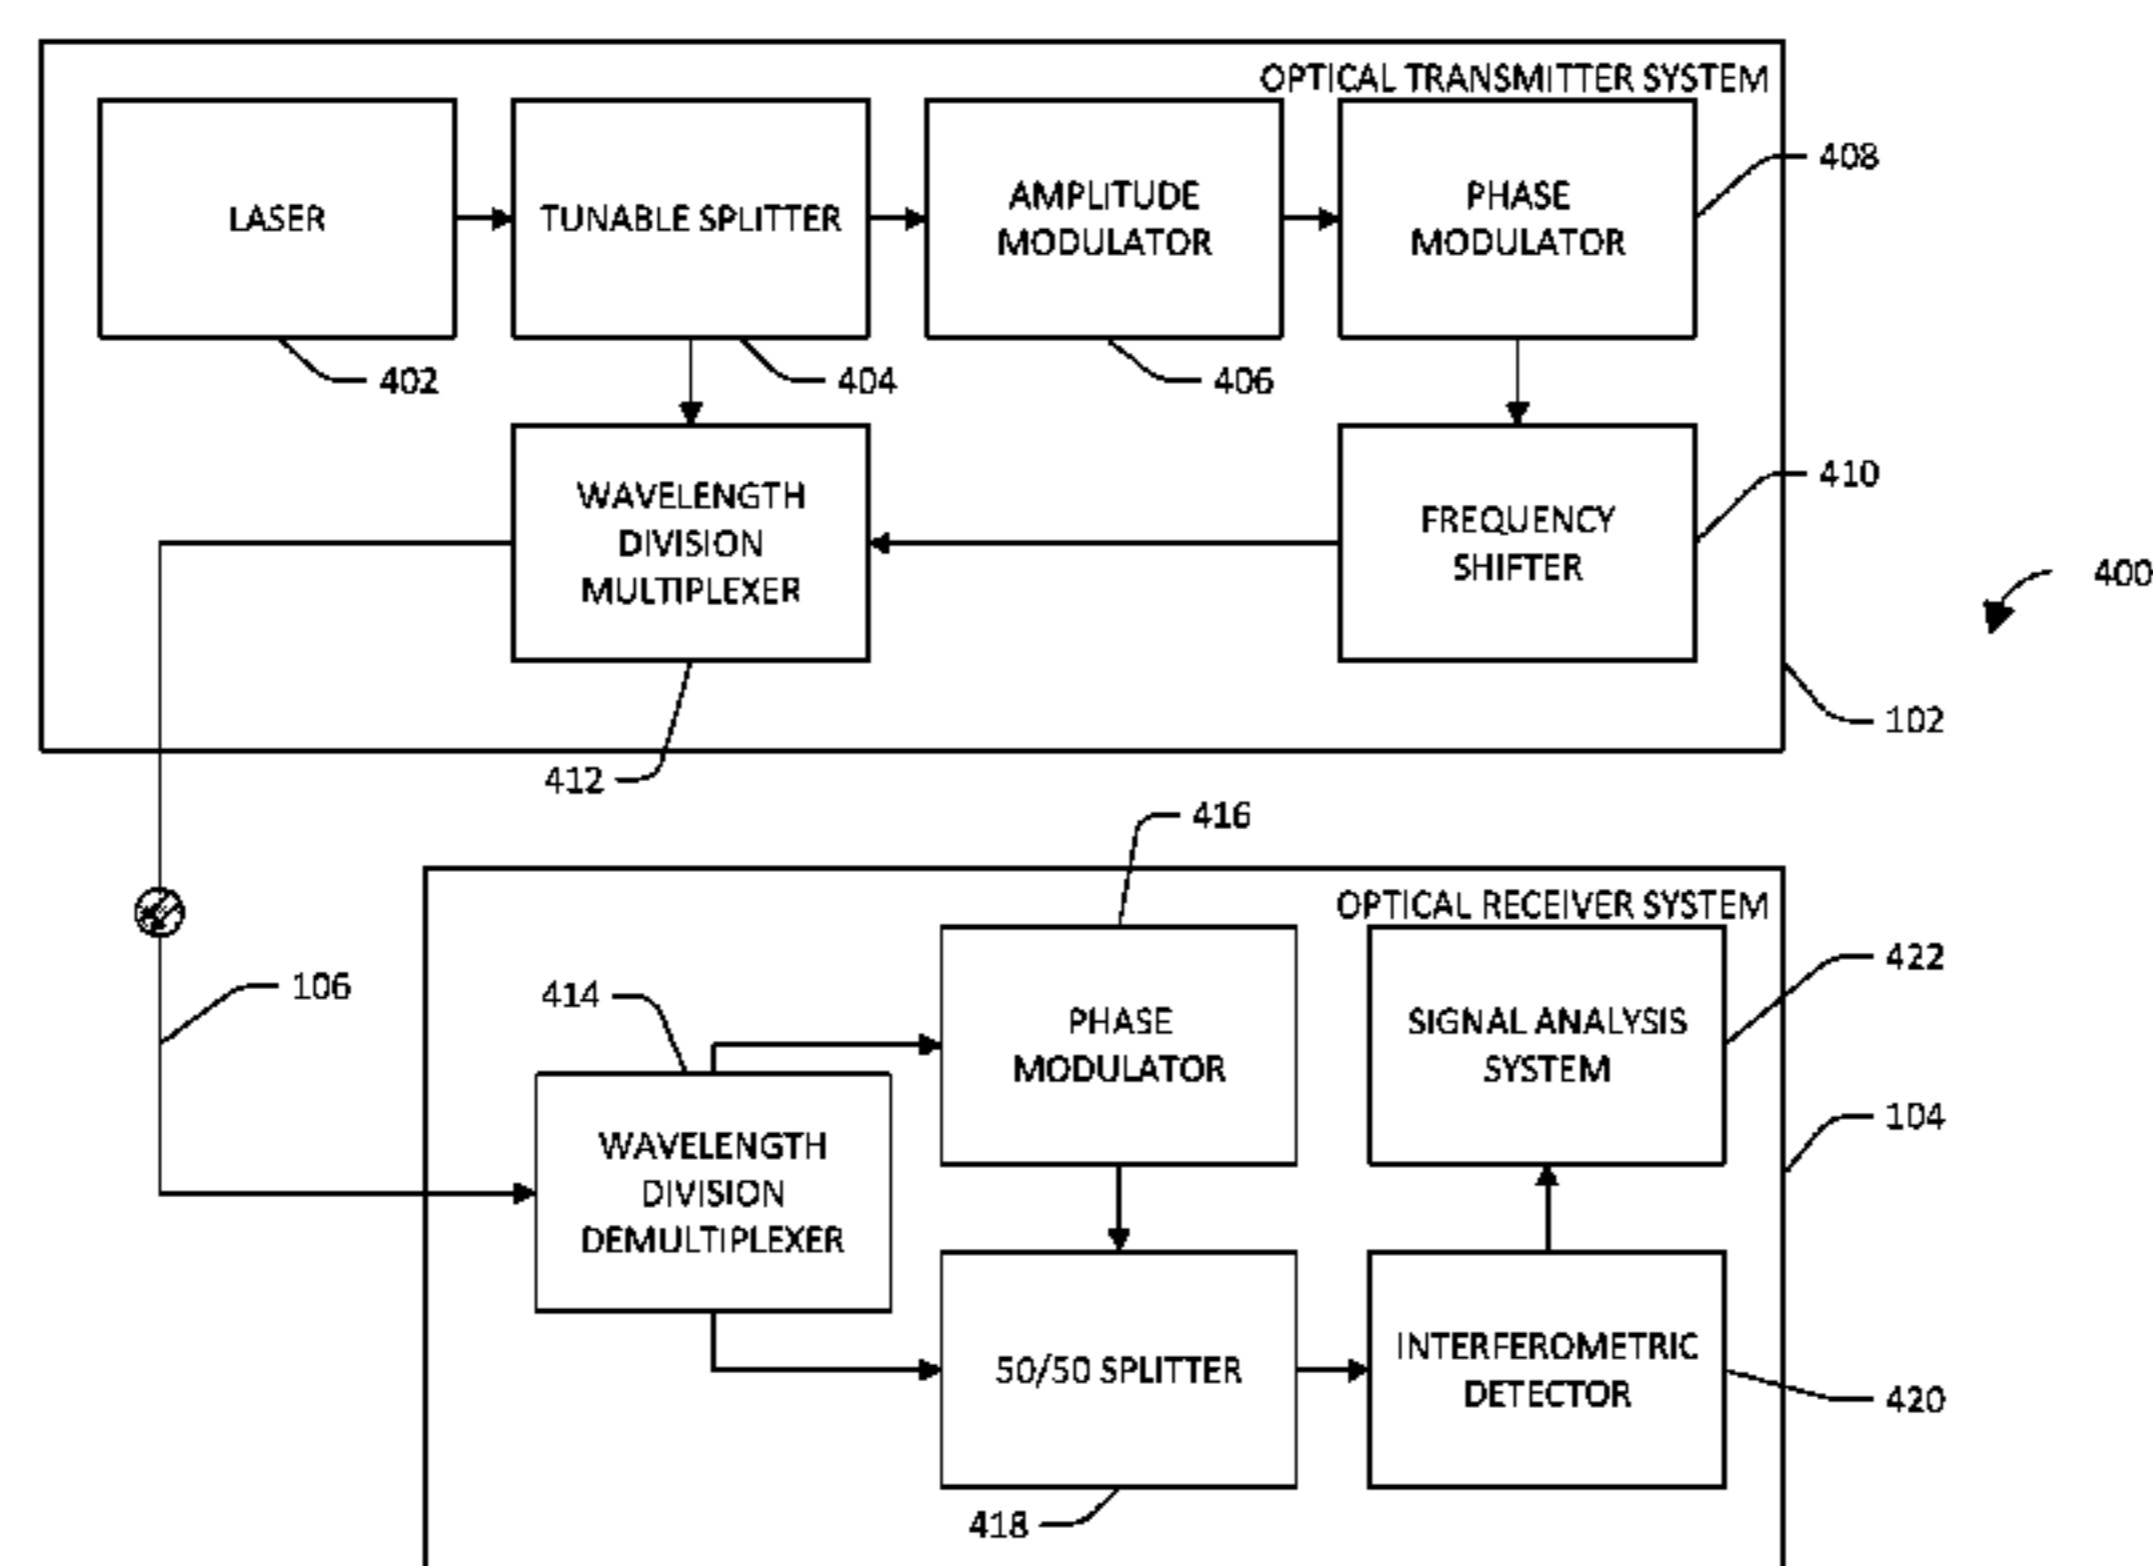 OPTICAL TRANSMITTER SYSTEM
LASER
TUNABLE SPLITTER
AMPLITUDE
MODULATOR
PHASE
MODULATOR
408
402
404
406
WAVELENGTH
DIVISION
MULTIPLEXER
FREQUENCY
SHIFTER
410
400
102
412
416
OPTICAL RECEIVER SYSTEM
106
414
PHASE
MODULATOR
SIGNAL ANALYSIS
SYSTEM
422
104
WAVELENGTH
DIVISION
DEMULTIPLEXER
50/50 SPLITTER
INTERFEROMETRIC
DETECTOR
420
418